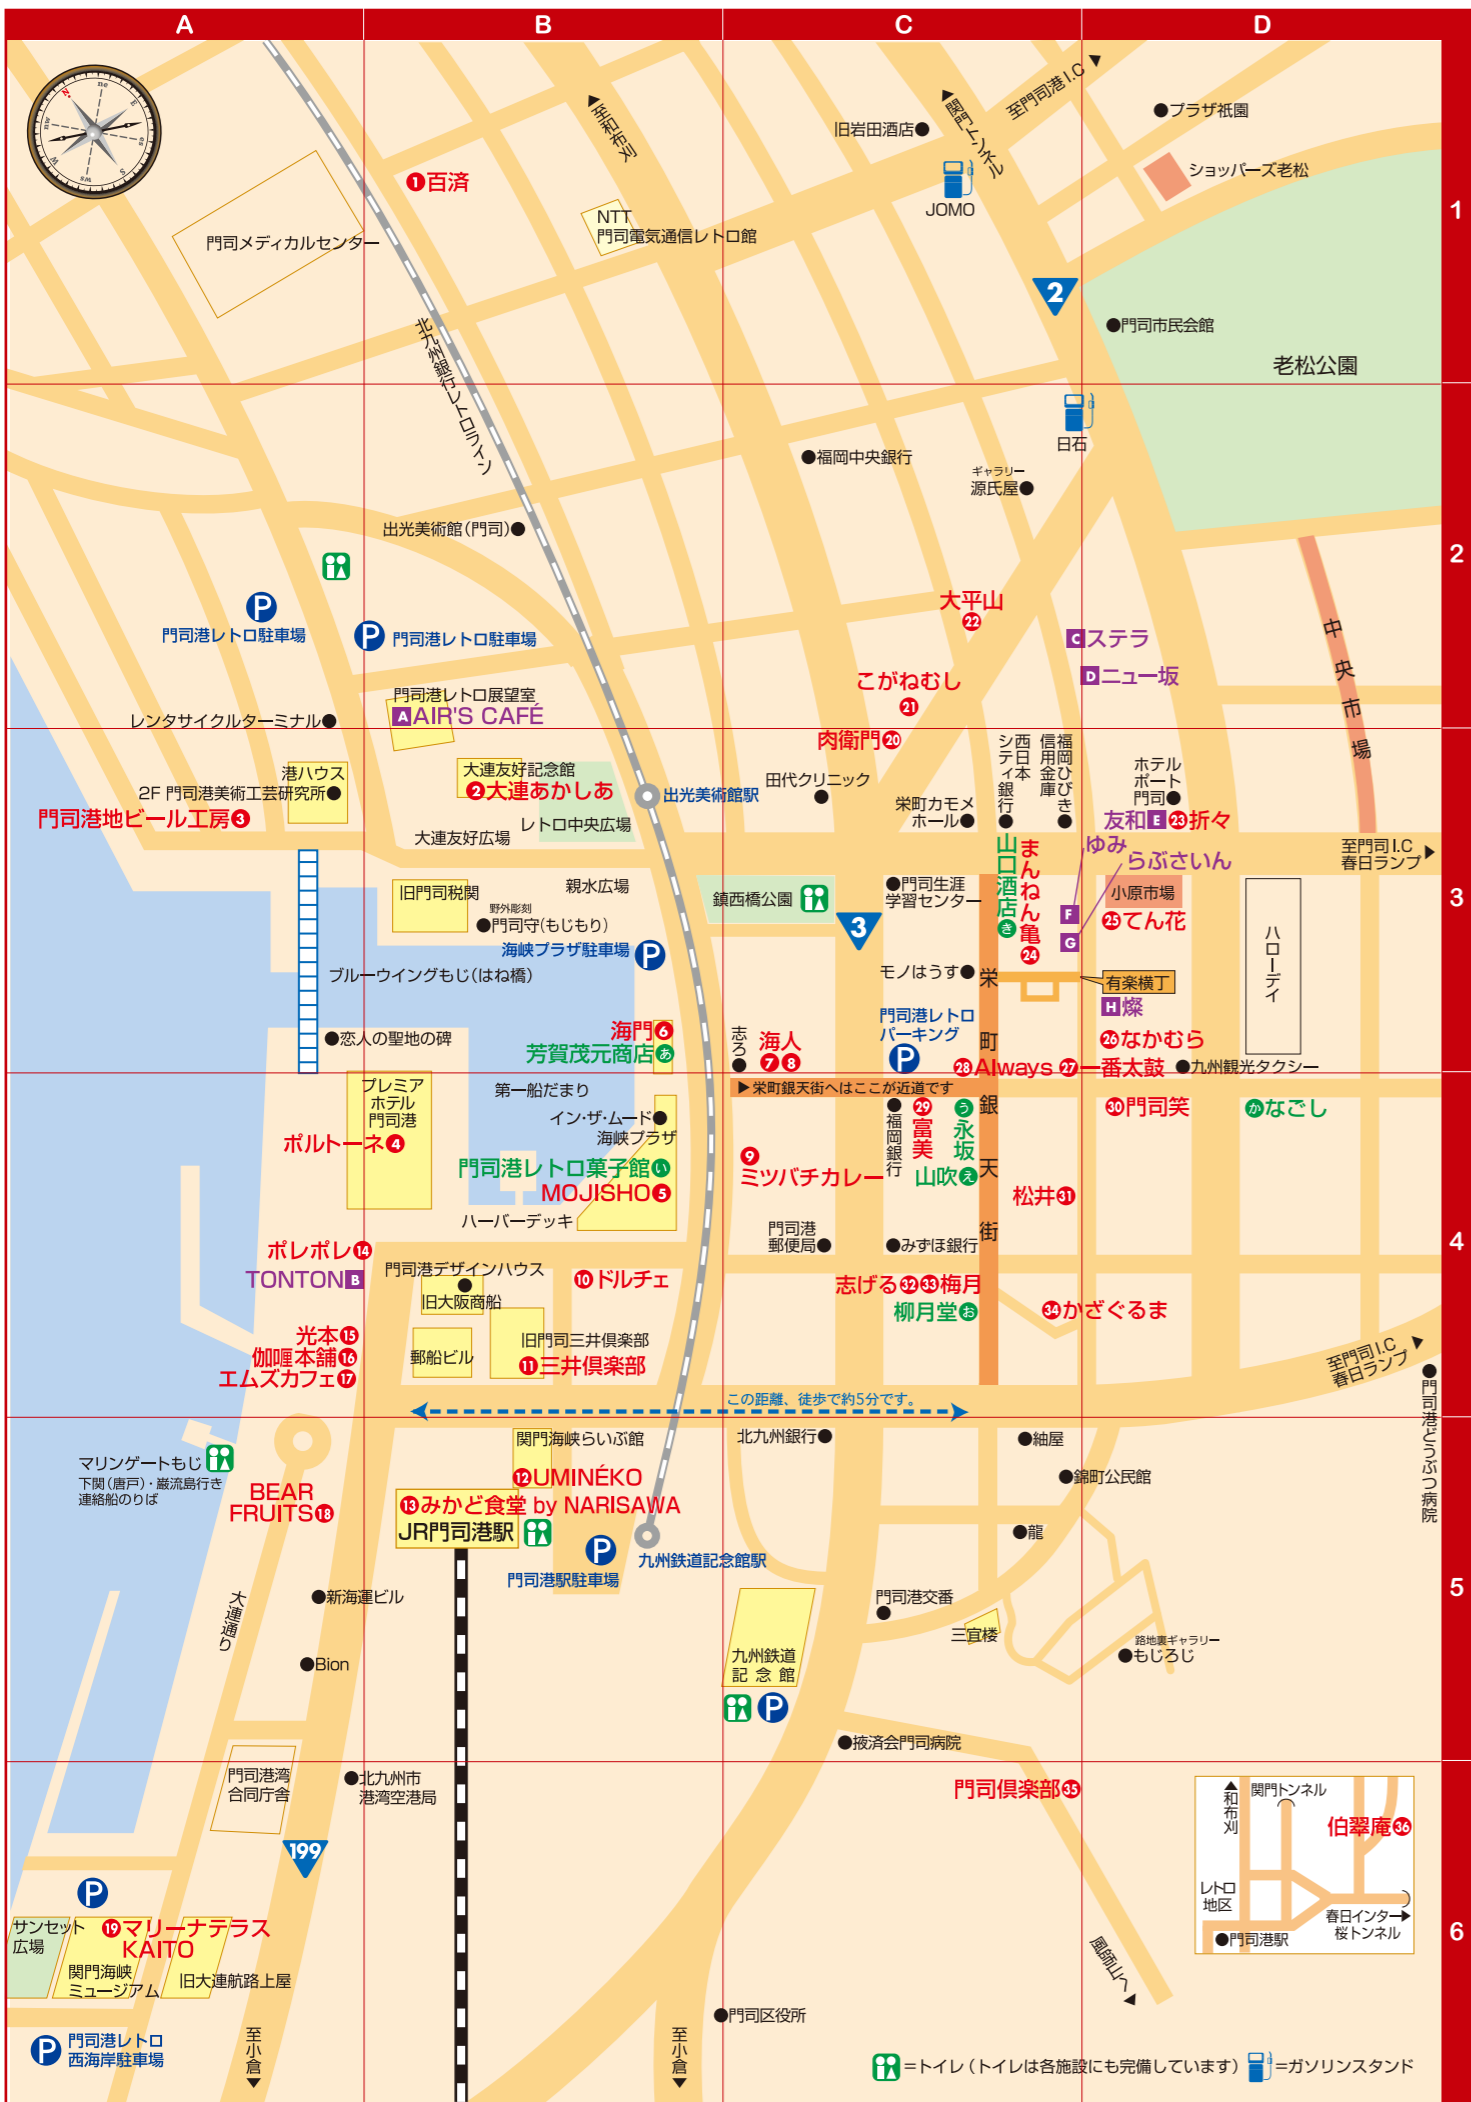 A
B
C
D
1
2
3
4
5
6
N
ne
E
es
S
ws
W
nw
至和布刈
旧岩田酒店
関門トンネル
至門司港I.C
プラザ祇園
ショッパーズ老松
JOMO
❶百済
NTT
門司電気通信レトロ館
門司メディカルセンター
2
門司市民会館
老松公園
北九州銀行レトロライン
日石
福岡中央銀行
ギャラリー
源氏屋
出光美術館(門司)
P
門司港レトロ駐車場
P
門司港レトロ駐車場
大平山
㉒
Cステラ
Dニュー坂
中央市場
こがねむし
㉑
門司港レトロ展望室
A AIR'S CAFÉ
レンタサイクルターミナル
肉衛門⑳
港ハウス
2F 門司港美術工芸研究所
門司港地ビール工房❸
大連友好記念館
❷大連あかしあ
レトロ中央広場
大連友好広場
出光美術館駅
田代クリニック
栄町カモメ
ホール
西日本
シティ銀行
福岡ひびき
信用金庫
ホテル
ポート
門司
友和E
㉓折々
ゆみ
らぶさいん
至門司I.C
春日ランプ
旧門司税関
親水広場
野外彫刻
門司守(もじもり)
海峡プラザ駐車場
P
鎮西橋公園
門司生涯
学習センター
3
山口酒店き
まんねん亀
㉔
F
G
小原市場
㉕てん花
ハローデイ
ブルーウイングもじ(はね橋)
モノはうす
有楽横丁
H燦
恋人の聖地の碑
海門❻
芳賀茂元商店あ
志ろ
海人
❼❽
門司港レトロ
パーキング
P
㉖なかむら
㉘Always
㉗一番太鼓
九州観光タクシー
栄町銀天街
プレミア
ホテル
門司港
第一船だまり
イン・ザ・ムード
海峡プラザ
▶栄町銀天街へはここが近道です
ポルトーネ❹
門司港レトロ菓子館い
MOJISHO❺
ハーバーデッキ
❾
ミツバチカレー
福岡銀行
㉙
富美
う
永坂
山吹え
㉚門司笑
かなごし
松井㉛
門司港
郵便局
みずほ銀行
ポレポレ⑭
TONTON B
門司港デザインハウス
旧大阪商船
⑩ドルチェ
志げる㉜㉝梅月
柳月堂お
㉞かざぐるま
光本⑮
伽哩本舗⑯
エムズカフェ⑰
郵船ビル
旧門司三井倶楽部
⑪三井倶楽部
至門司I.C
春日ランプ
門司港どうぶつ病院
この距離、徒歩で約5分です。
関門海峡らいぶ館
⑫UMINÉKO
⑬みかど食堂 by NARISAWA
JR門司港駅
北九州銀行
紬屋
錦町公民館
マリンゲートもじ
下関(唐戸)・巌流島行き
連絡船のりば
BEAR
FRUITS⑱
龍
P
門司港駅駐車場
九州鉄道記念館駅
大連通り
新海運ビル
Bion
門司港交番
三宜楼
路地裏ギャラリー
もじろじ
九州鉄道
記念館
P
掖済会門司病院
門司港湾
合同庁舎
北九州市
港湾空港局
199
門司倶楽部㉟
和布刈
関門トンネル
伯翠庵㊱
レトロ
地区
春日インター
桜トンネル
門司港駅
P
サンセット
広場
⑲マリーナテラス
KAITO
関門海峡
ミュージアム
旧大連航路上屋
風師山へ
門司区役所
P
門司港レトロ
西海岸駐車場
至小倉
至小倉
=トイレ(トイレは各施設にも完備しています)
=ガソリンスタンド